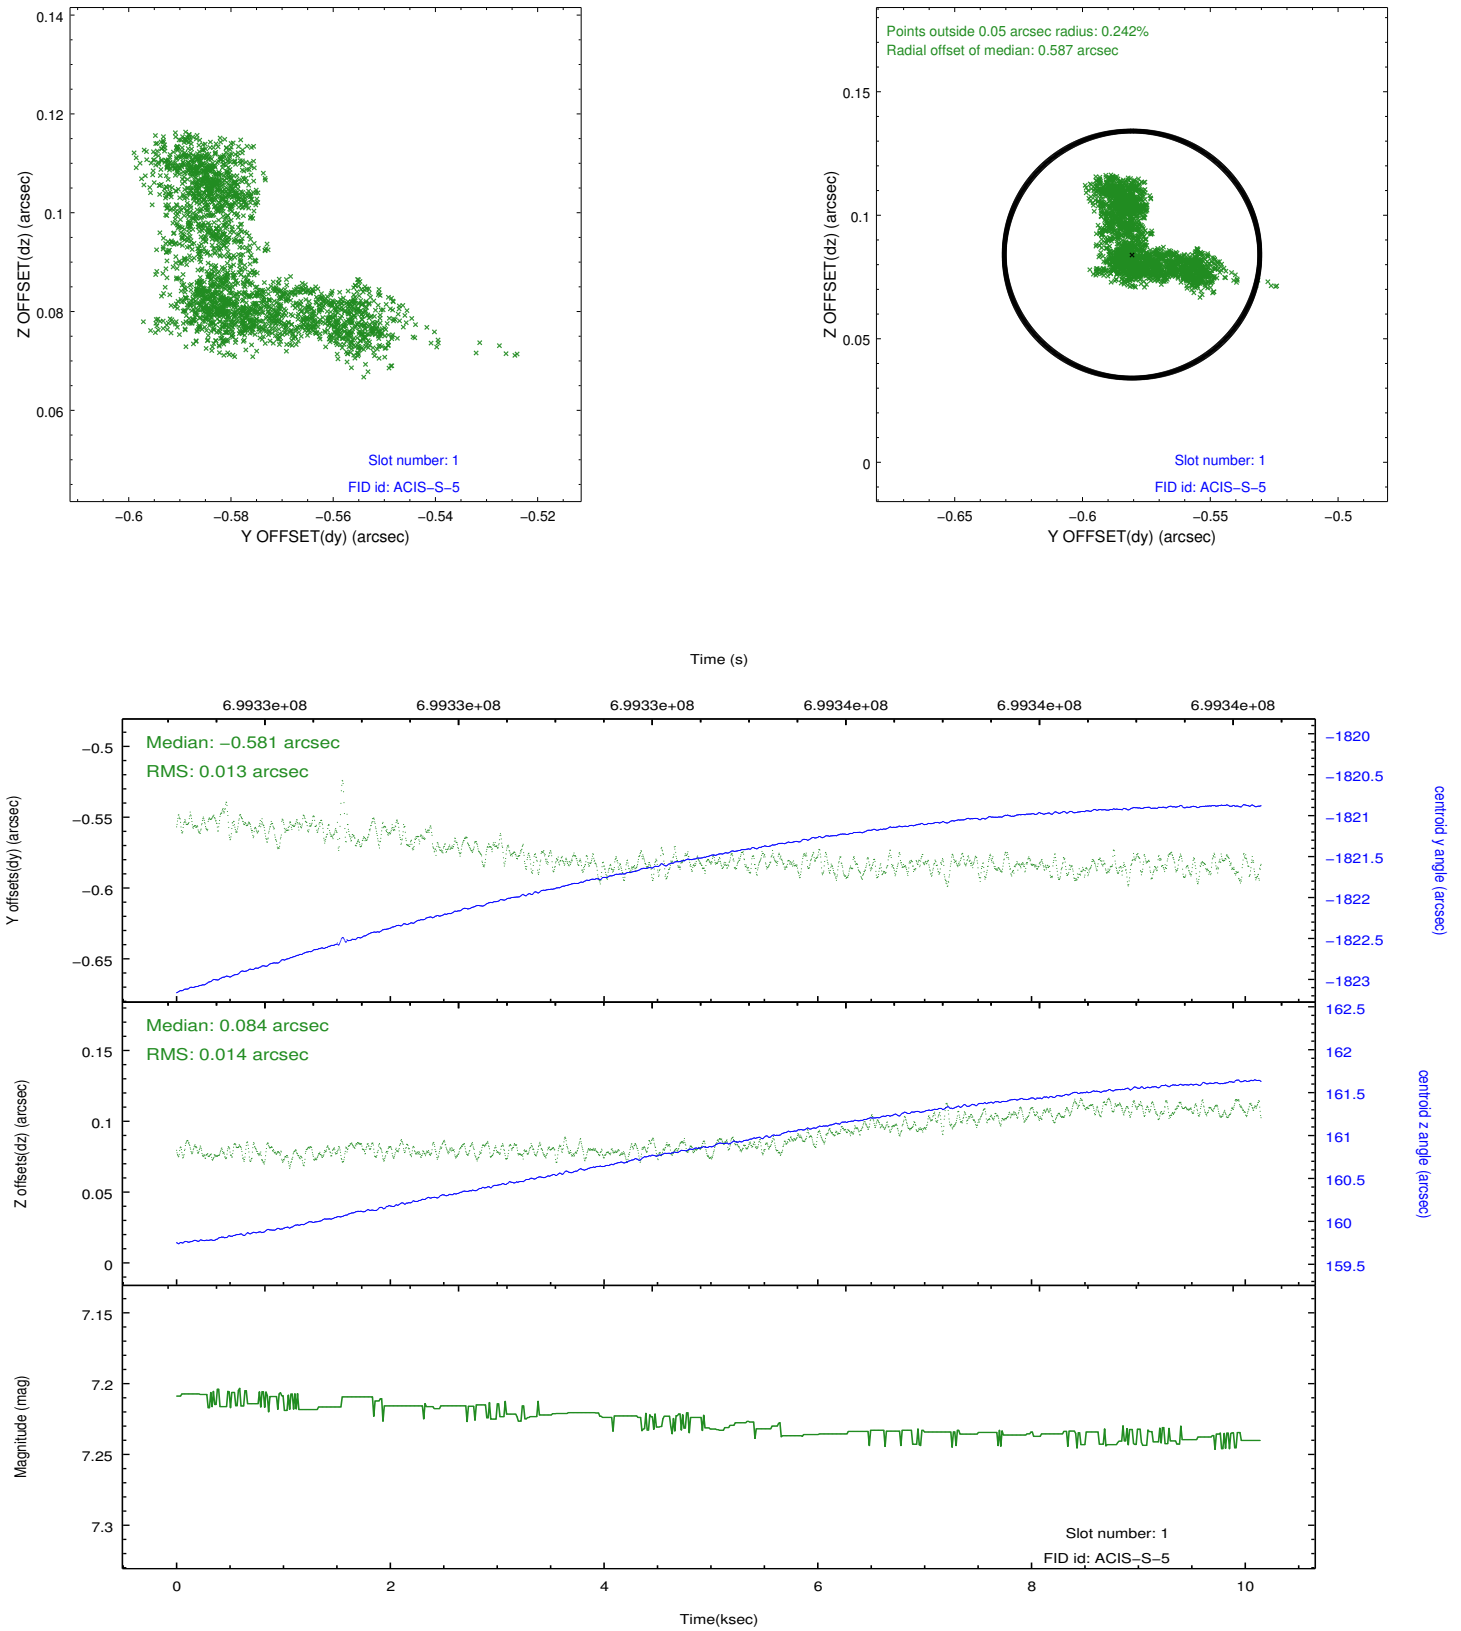 0.14
0.12
0.1
0.08
0.06
Z OFFSET(dz) (arcsec)
Slot number: 1
FID id: ACIS−S−5
−0.6 −0.58 −0.56 −0.54 −0.52
Y OFFSET(dy) (arcsec)
Points outside 0.05 arcsec radius: 0.242%
Radial offset of median: 0.587 arcsec
0.15
0.1
0.05
0
Z OFFSET(dz) (arcsec)
Slot number: 1
FID id: ACIS−S−5
−0.65 −0.6 −0.55 −0.5
Y OFFSET(dy) (arcsec)
Time (s)
6.9933e+08 6.9933e+08 6.9933e+08 6.9934e+08 6.9934e+08 6.9934e+08
Median: −0.581 arcsec
RMS: 0.013 arcsec
−0.5
−0.55
−0.6
−0.65
Y offsets(dy) (arcsec)
−1820
−1820.5
−1821
−1821.5
−1822
−1822.5
−1823
centroid y angle (arcsec)
Median: 0.084 arcsec
RMS: 0.014 arcsec
0.15
0.1
0.05
0
Z offsets(dz) (arcsec)
162.5
162
161.5
161
160.5
160
159.5
centroid z angle (arcsec)
7.15
7.2
7.25
7.3
Magnitude (mag)
Slot number: 1
FID id: ACIS−S−5
0 2 4 6 8 10
Time(ksec)